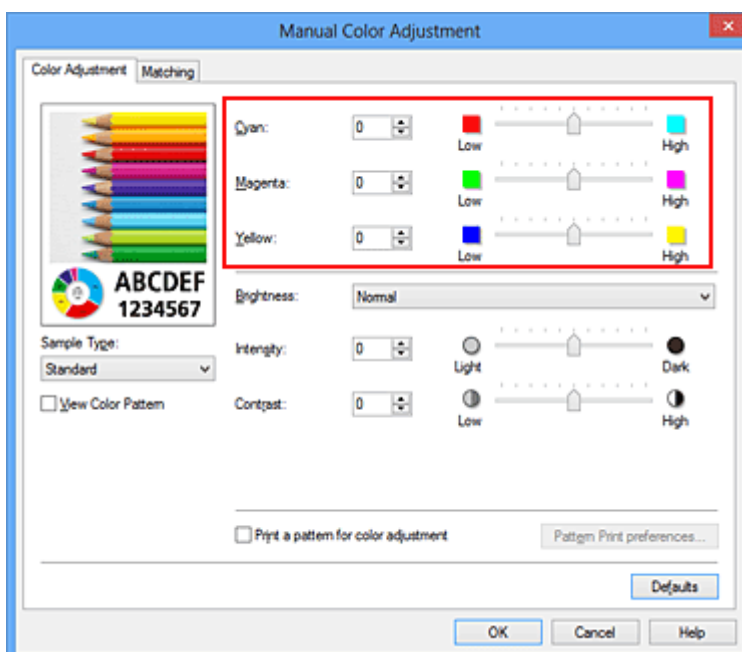 Manual Color Adjustment
Color Adjustment
Matching
Cyan:
0
Low
High
Magenta:
0
Low
High
Yellow:
0
Low
High
ABCDEF
1234567
Sample Type:
Standard
View Color Pattern
Brightness:
Normal
Intensity:
0
Light
Dark
Contrast:
0
Low
High
Print a pattern for color adjustment
Pattern Print preferences...
Defaults
OK
Cancel
Help